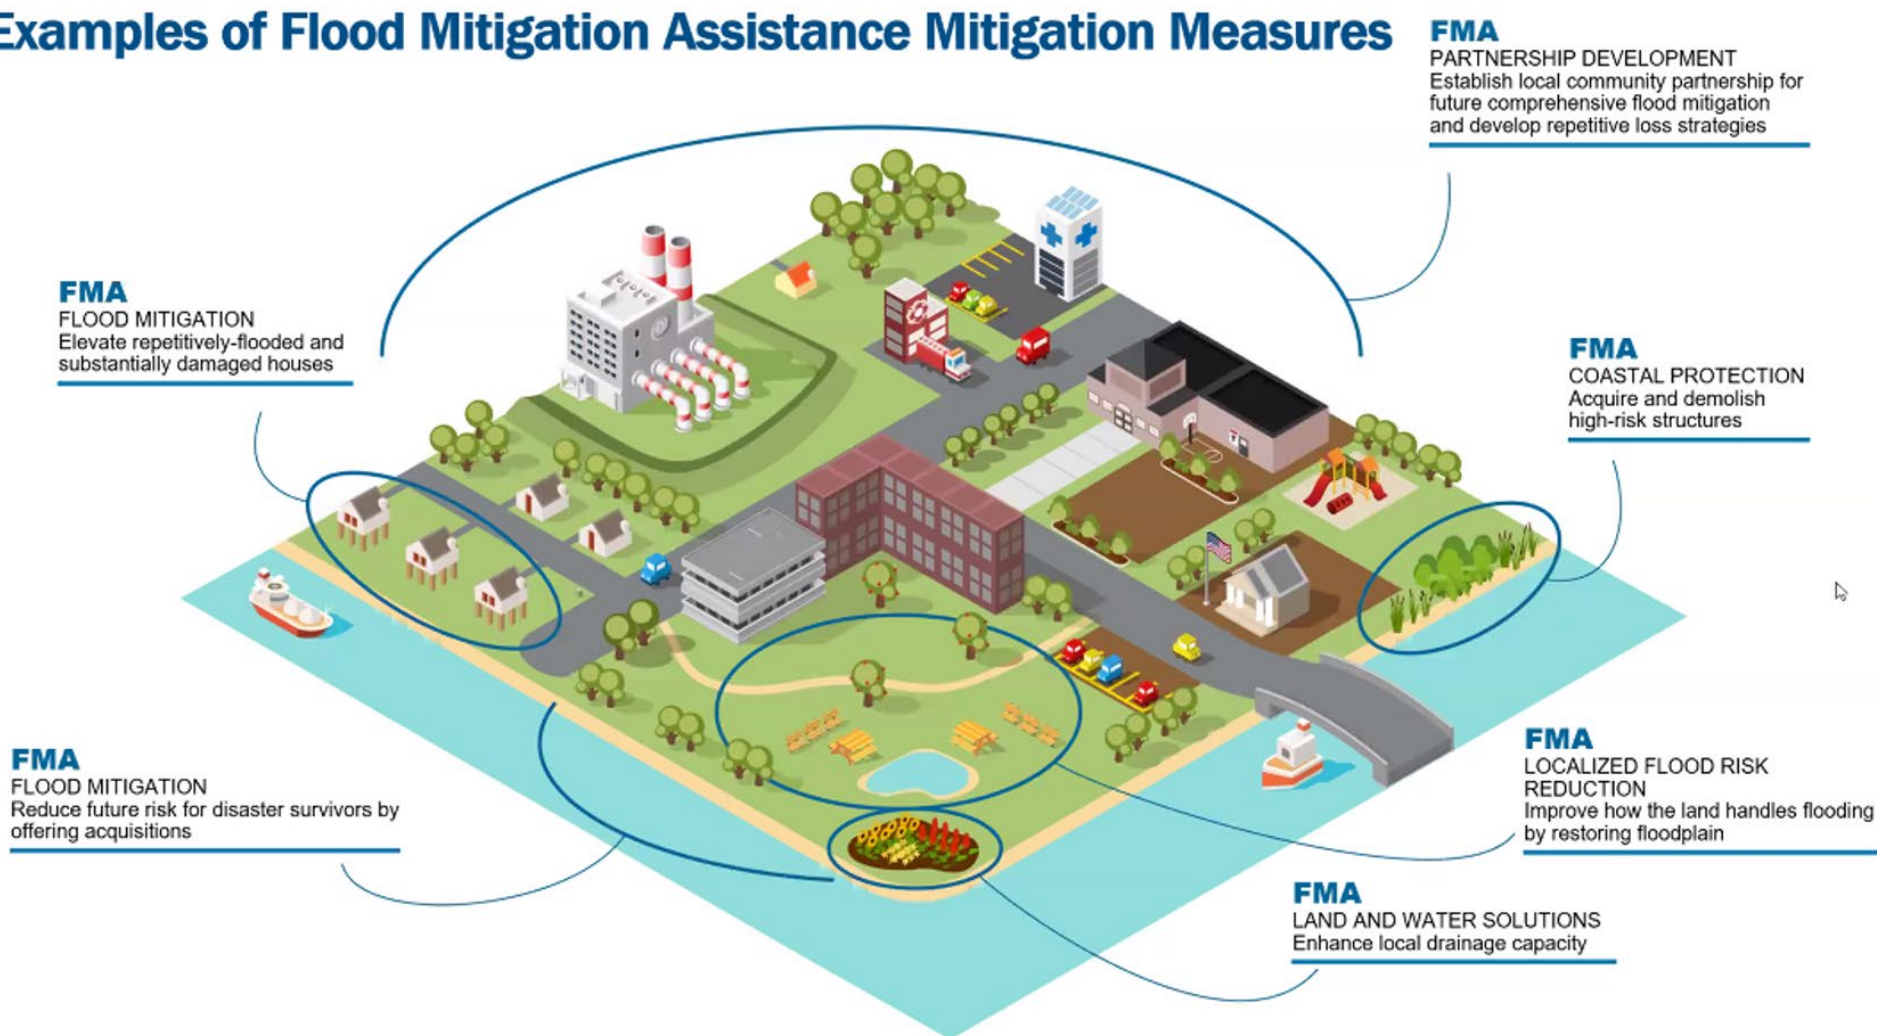 Examples of Flood Mitigation Assistance Mitigation Measures
FMA
PARTNERSHIP DEVELOPMENT
Establish local community partnership for
future comprehensive flood mitigation
and develop repetitive loss strategies
FMA
FLOOD MITIGATION
Elevate repetitively-flooded and
substantially damaged houses
FMA
COASTAL PROTECTION
Acquire and demolish
high-risk structures
FMA
FLOOD MITIGATION
Reduce future risk for disaster survivors by
offering acquisitions
FMA
LOCALIZED FLOOD RISK
REDUCTION
Improve how the land handles flooding
by restoring floodplain
FMA
LAND AND WATER SOLUTIONS
Enhance local drainage capacity